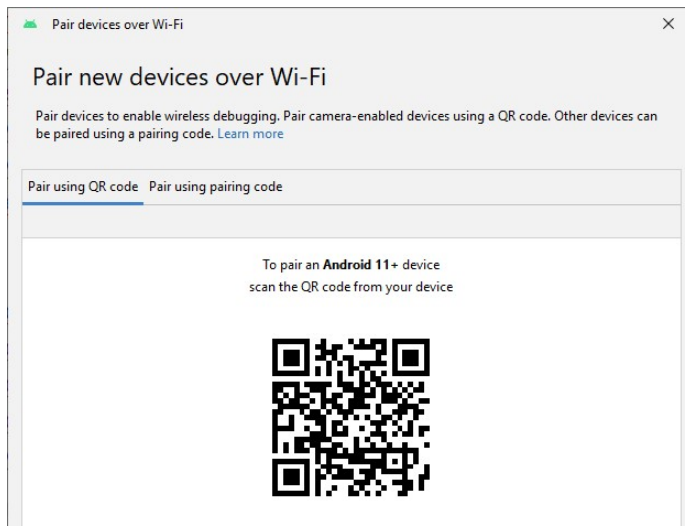 Pair devices over Wi-Fi
Pair new devices over Wi-Fi
Pair devices to enable wireless debugging. Pair camera-enabled devices using a QR code. Other devices can
be paired using a pairing code. Learn more
Pair using QR code Pair using pairing code
To pair an Android 11+ device
scan the QR code from your device